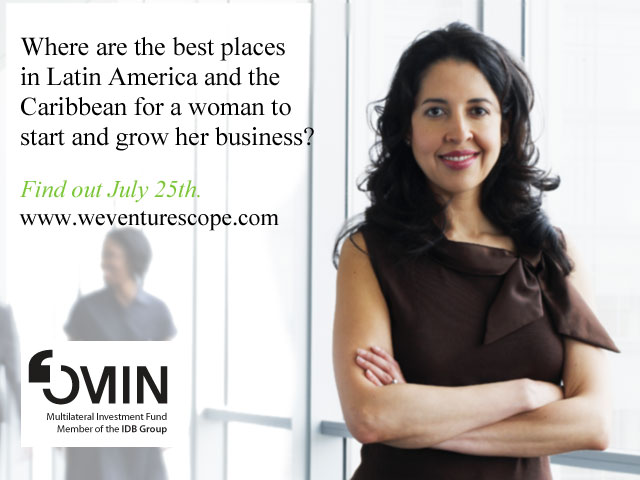 Where are the best places
in Latin America and the
Caribbean for a woman to
start and grow her business?
Find out July 25th.
www.weventurescope.com
OMIN
Multilateral Investment Fund
Member of the IDB Group